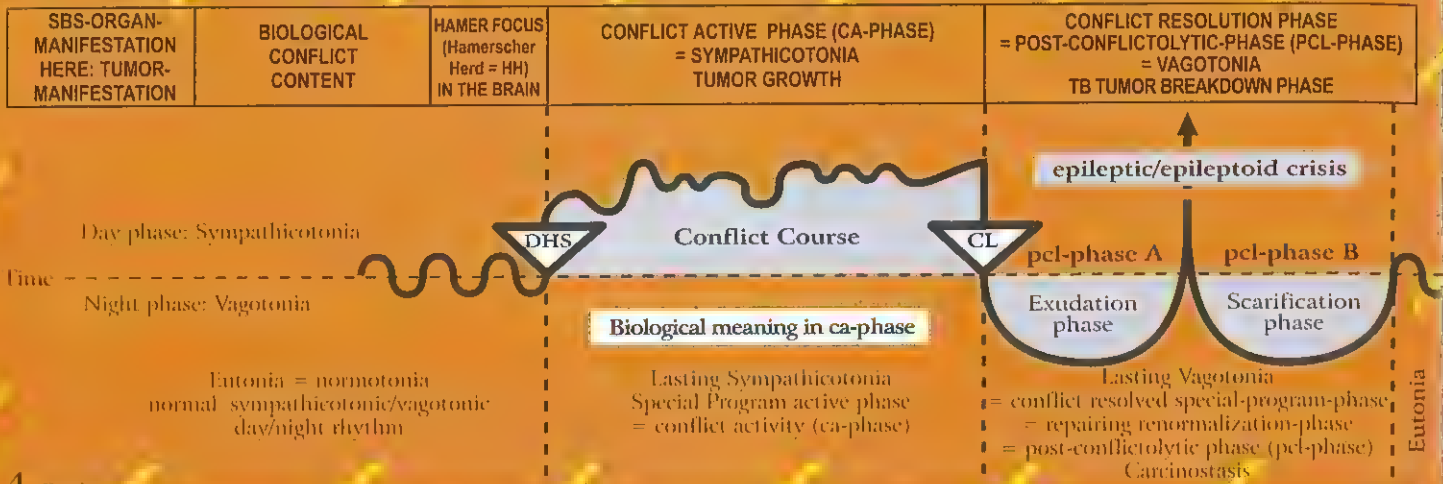 SBS-ORGAN-
MANIFESTATION
HERE: TUMOR-
MANIFESTATION
BIOLOGICAL
CONFLICT
CONTENT
HAMER FOCUS
(Hamerscher
Herd = HH)
IN THE BRAIN
CONFLICT ACTIVE PHASE (CA-PHASE)
= SYMPATHICOTONIA
TUMOR GROWTH
CONFLICT RESOLUTION PHASE
= POST-CONFLICTOLYTIC-PHASE (PCL-PHASE)
= VAGOTONIA
TB TUMOR BREAKDOWN PHASE
epileptic/epileptoid crisis
Day phase: Sympathicotonia
DHS
Conflict Course
CL
pcl-phase A
pcl-phase B
Time
Night phase: Vagotonia
Exudation
phase
Scarification
phase
Biological meaning in ca-phase
Eutonia = normotonia
normal sympathicotonic/vagotonic
day/night rhythm
Lasting Sympathicotonia
Special Program active phase
= conflict activity (ca-phase)
Lasting Vagotonia
= conflict resolved special-program-phase
= repairing renormalization-phase
= post-conflictolytic phase (pcl-phase)
Carcinostasis
Eutonia
4